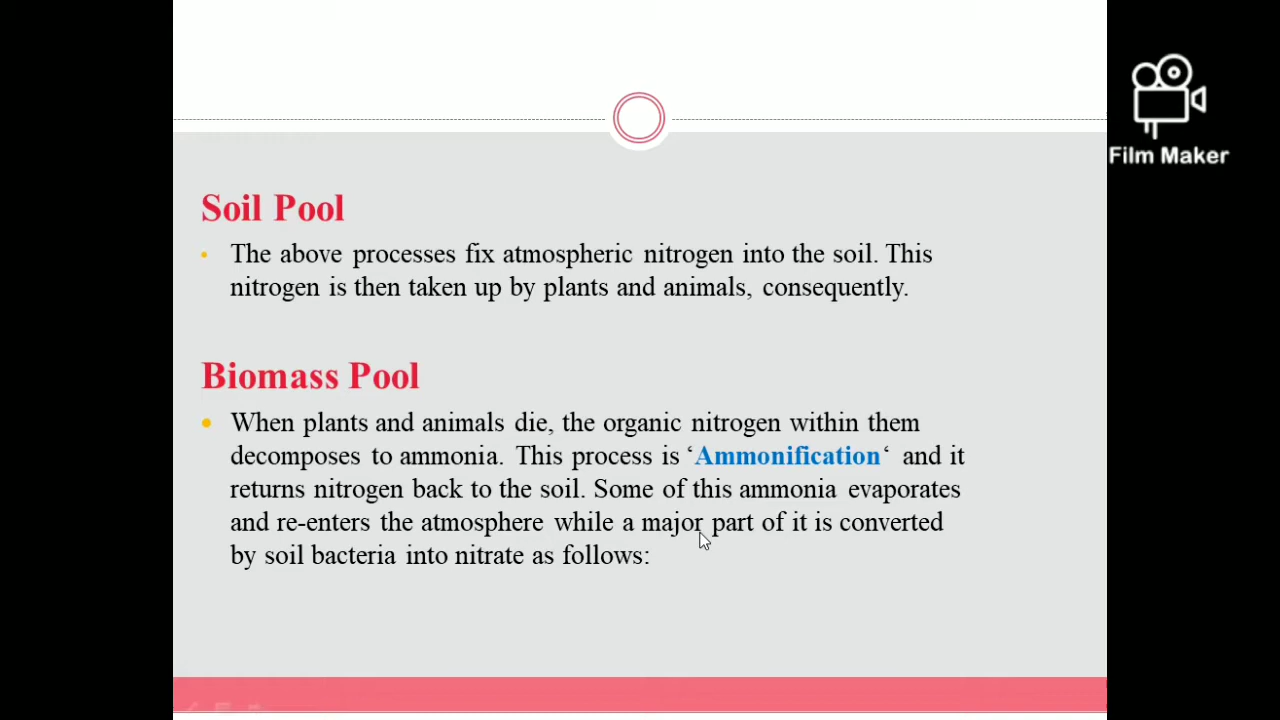 Film Maker
Soil Pool
• The above processes fix atmospheric nitrogen into the soil. This
nitrogen is then taken up by plants and animals, consequently.
Biomass Pool
• When plants and animals die, the organic nitrogen within them
decomposes to ammonia. This process is ‘Ammonification‘ and it
returns nitrogen back to the soil. Some of this ammonia evaporates
and re-enters the atmosphere while a major part of it is converted
by soil bacteria into nitrate as follows: